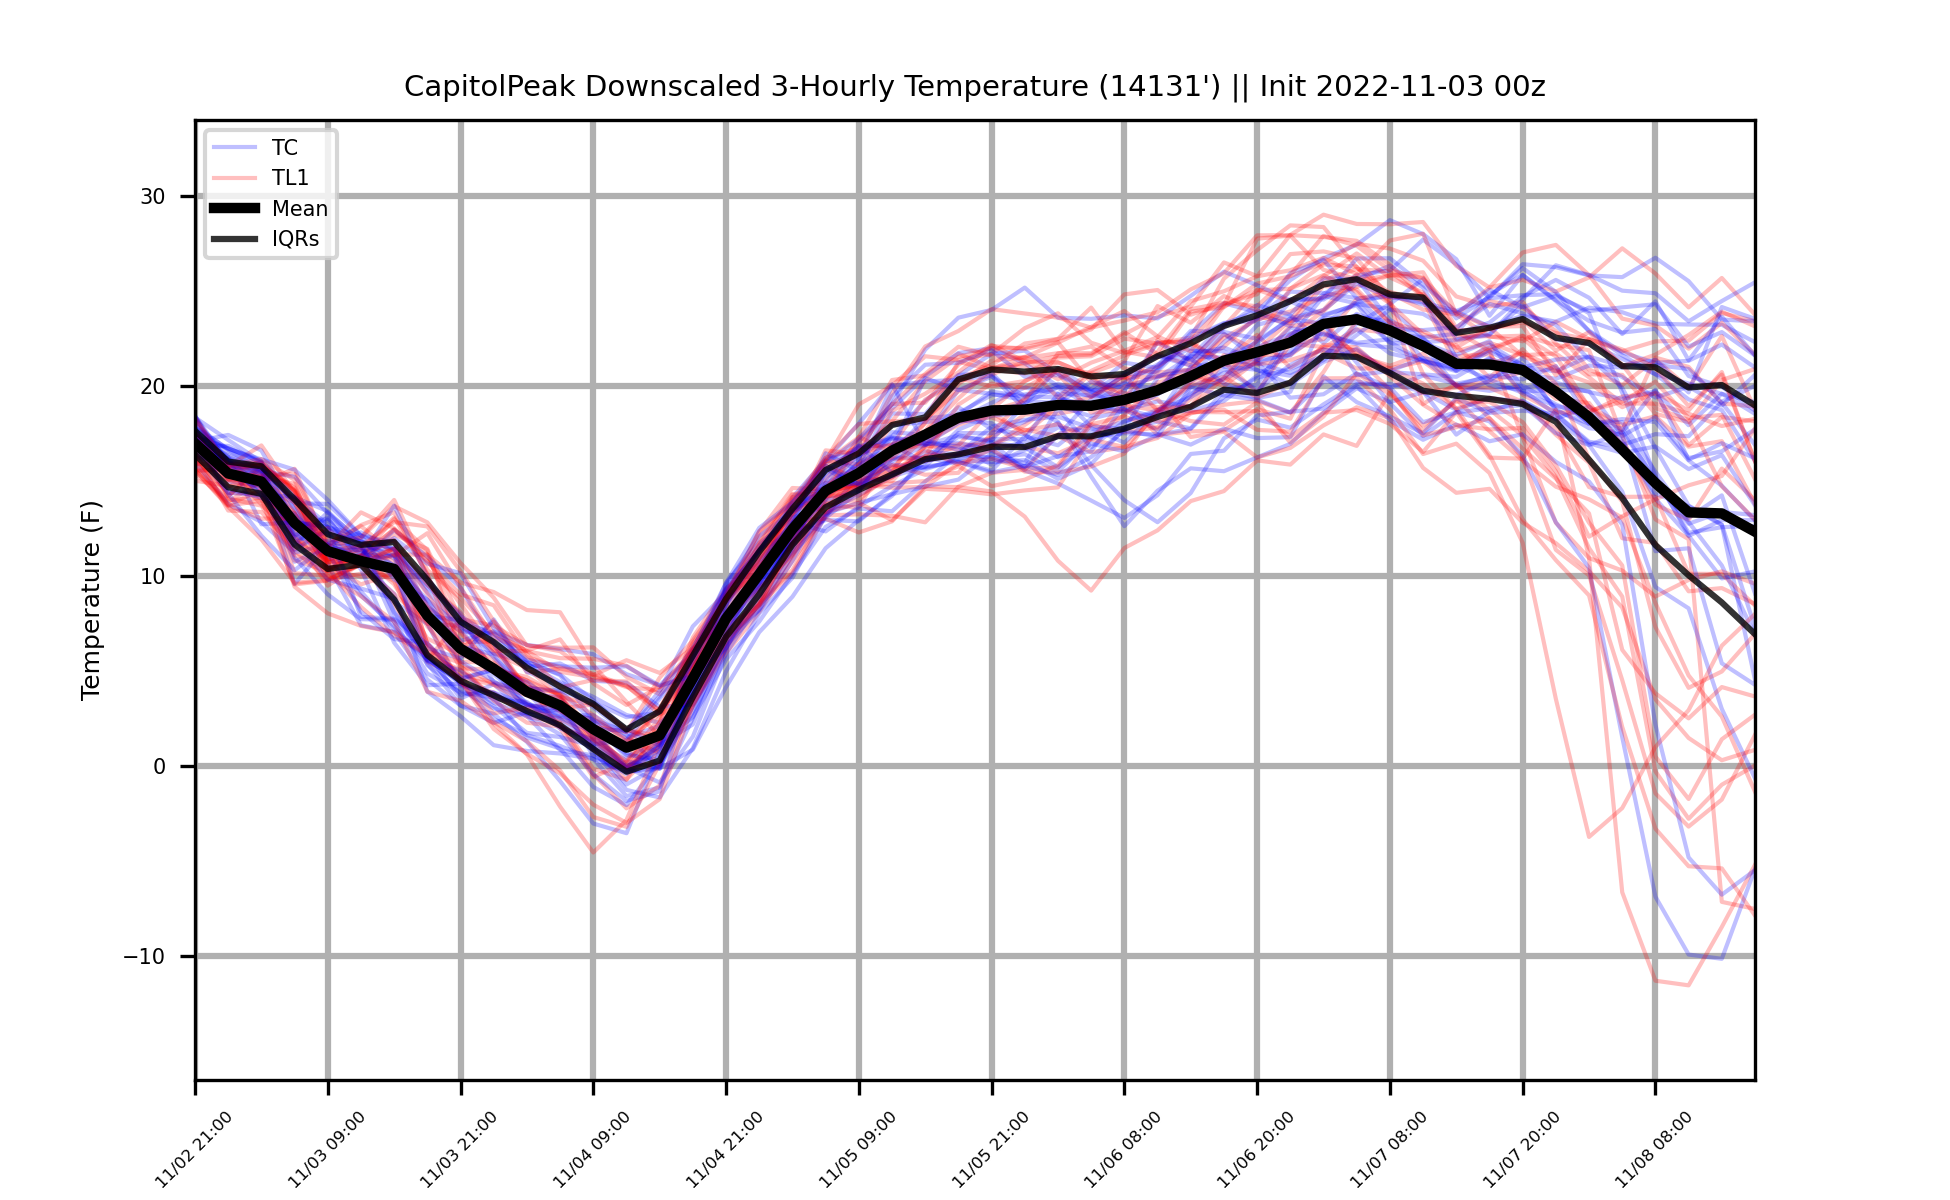 CapitolPeak Downscaled 3-Hourly Temperature (14131') || Init 2022-11-03 00z
TC
TL1
Mean
IQRs
Temperature (F)
30
20
10
0
−10
11/02 21:00
11/03 09:00
11/03 21:00
11/04 09:00
11/04 21:00
11/05 09:00
11/05 21:00
11/06 08:00
11/06 20:00
11/07 08:00
11/07 20:00
11/08 08:00